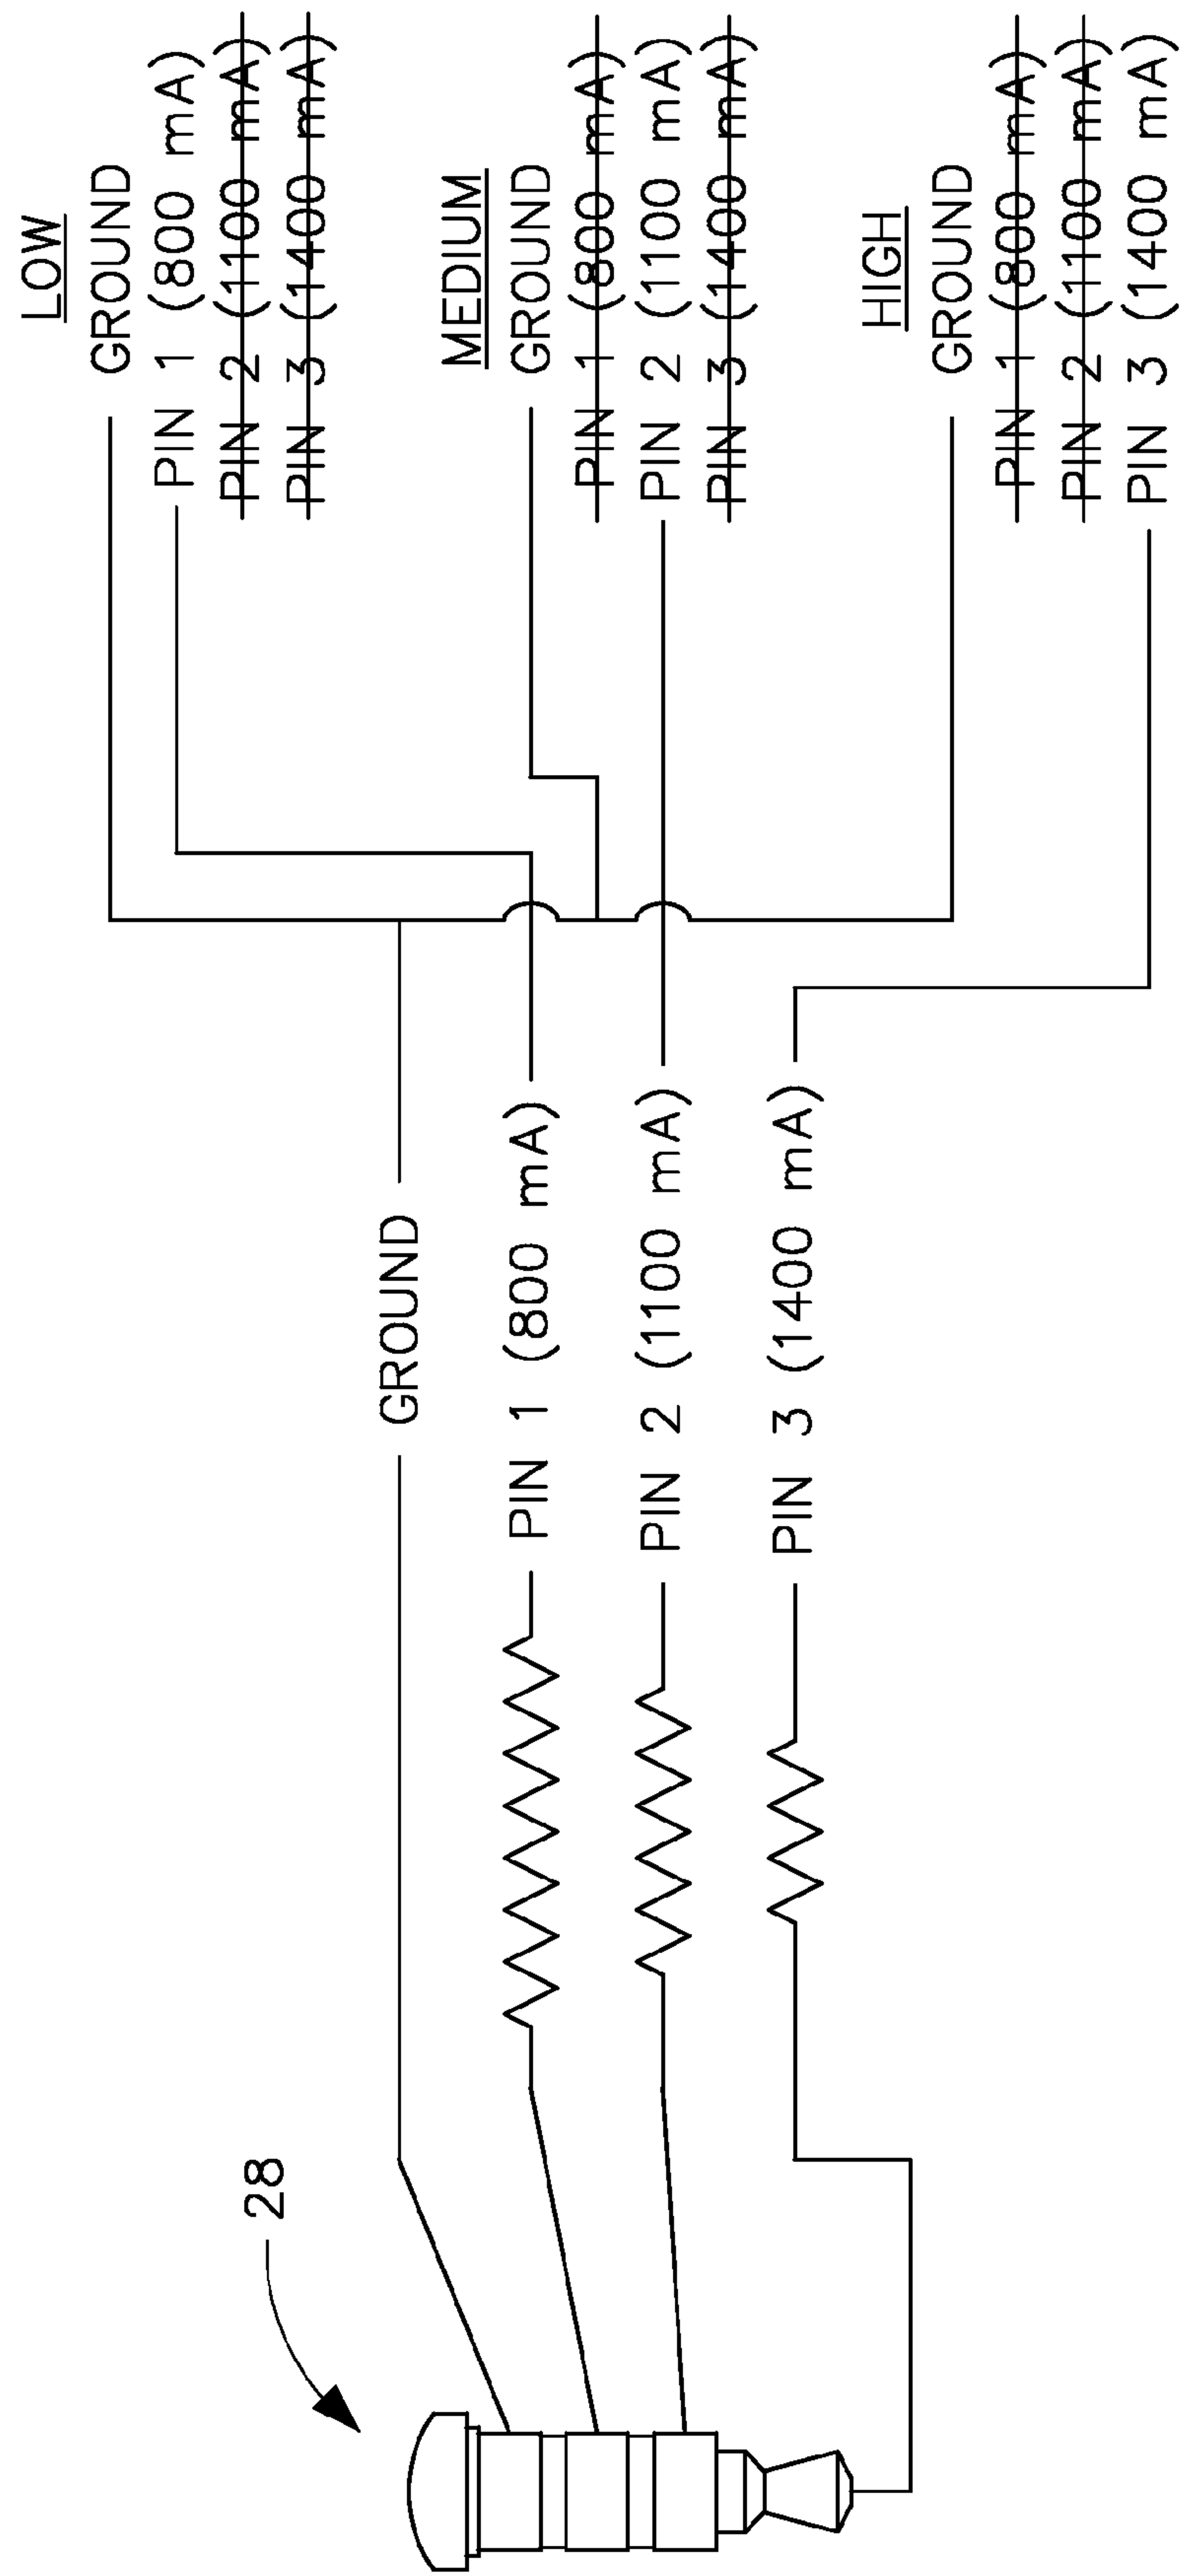 28
GROUND
PIN 1 (800 mA)
PIN 2 (1100 mA)
PIN 3 (1400 mA)
LOW
GROUND
PIN 1 (800 mA)
PIN 2 (1100 mA)
PIN 3 (1400 mA)
MEDIUM
GROUND
PIN 1 (800 mA)
PIN 2 (1100 mA)
PIN 3 (1400 mA)
HIGH
GROUND
PIN 1 (800 mA)
PIN 2 (1100 mA)
PIN 3 (1400 mA)